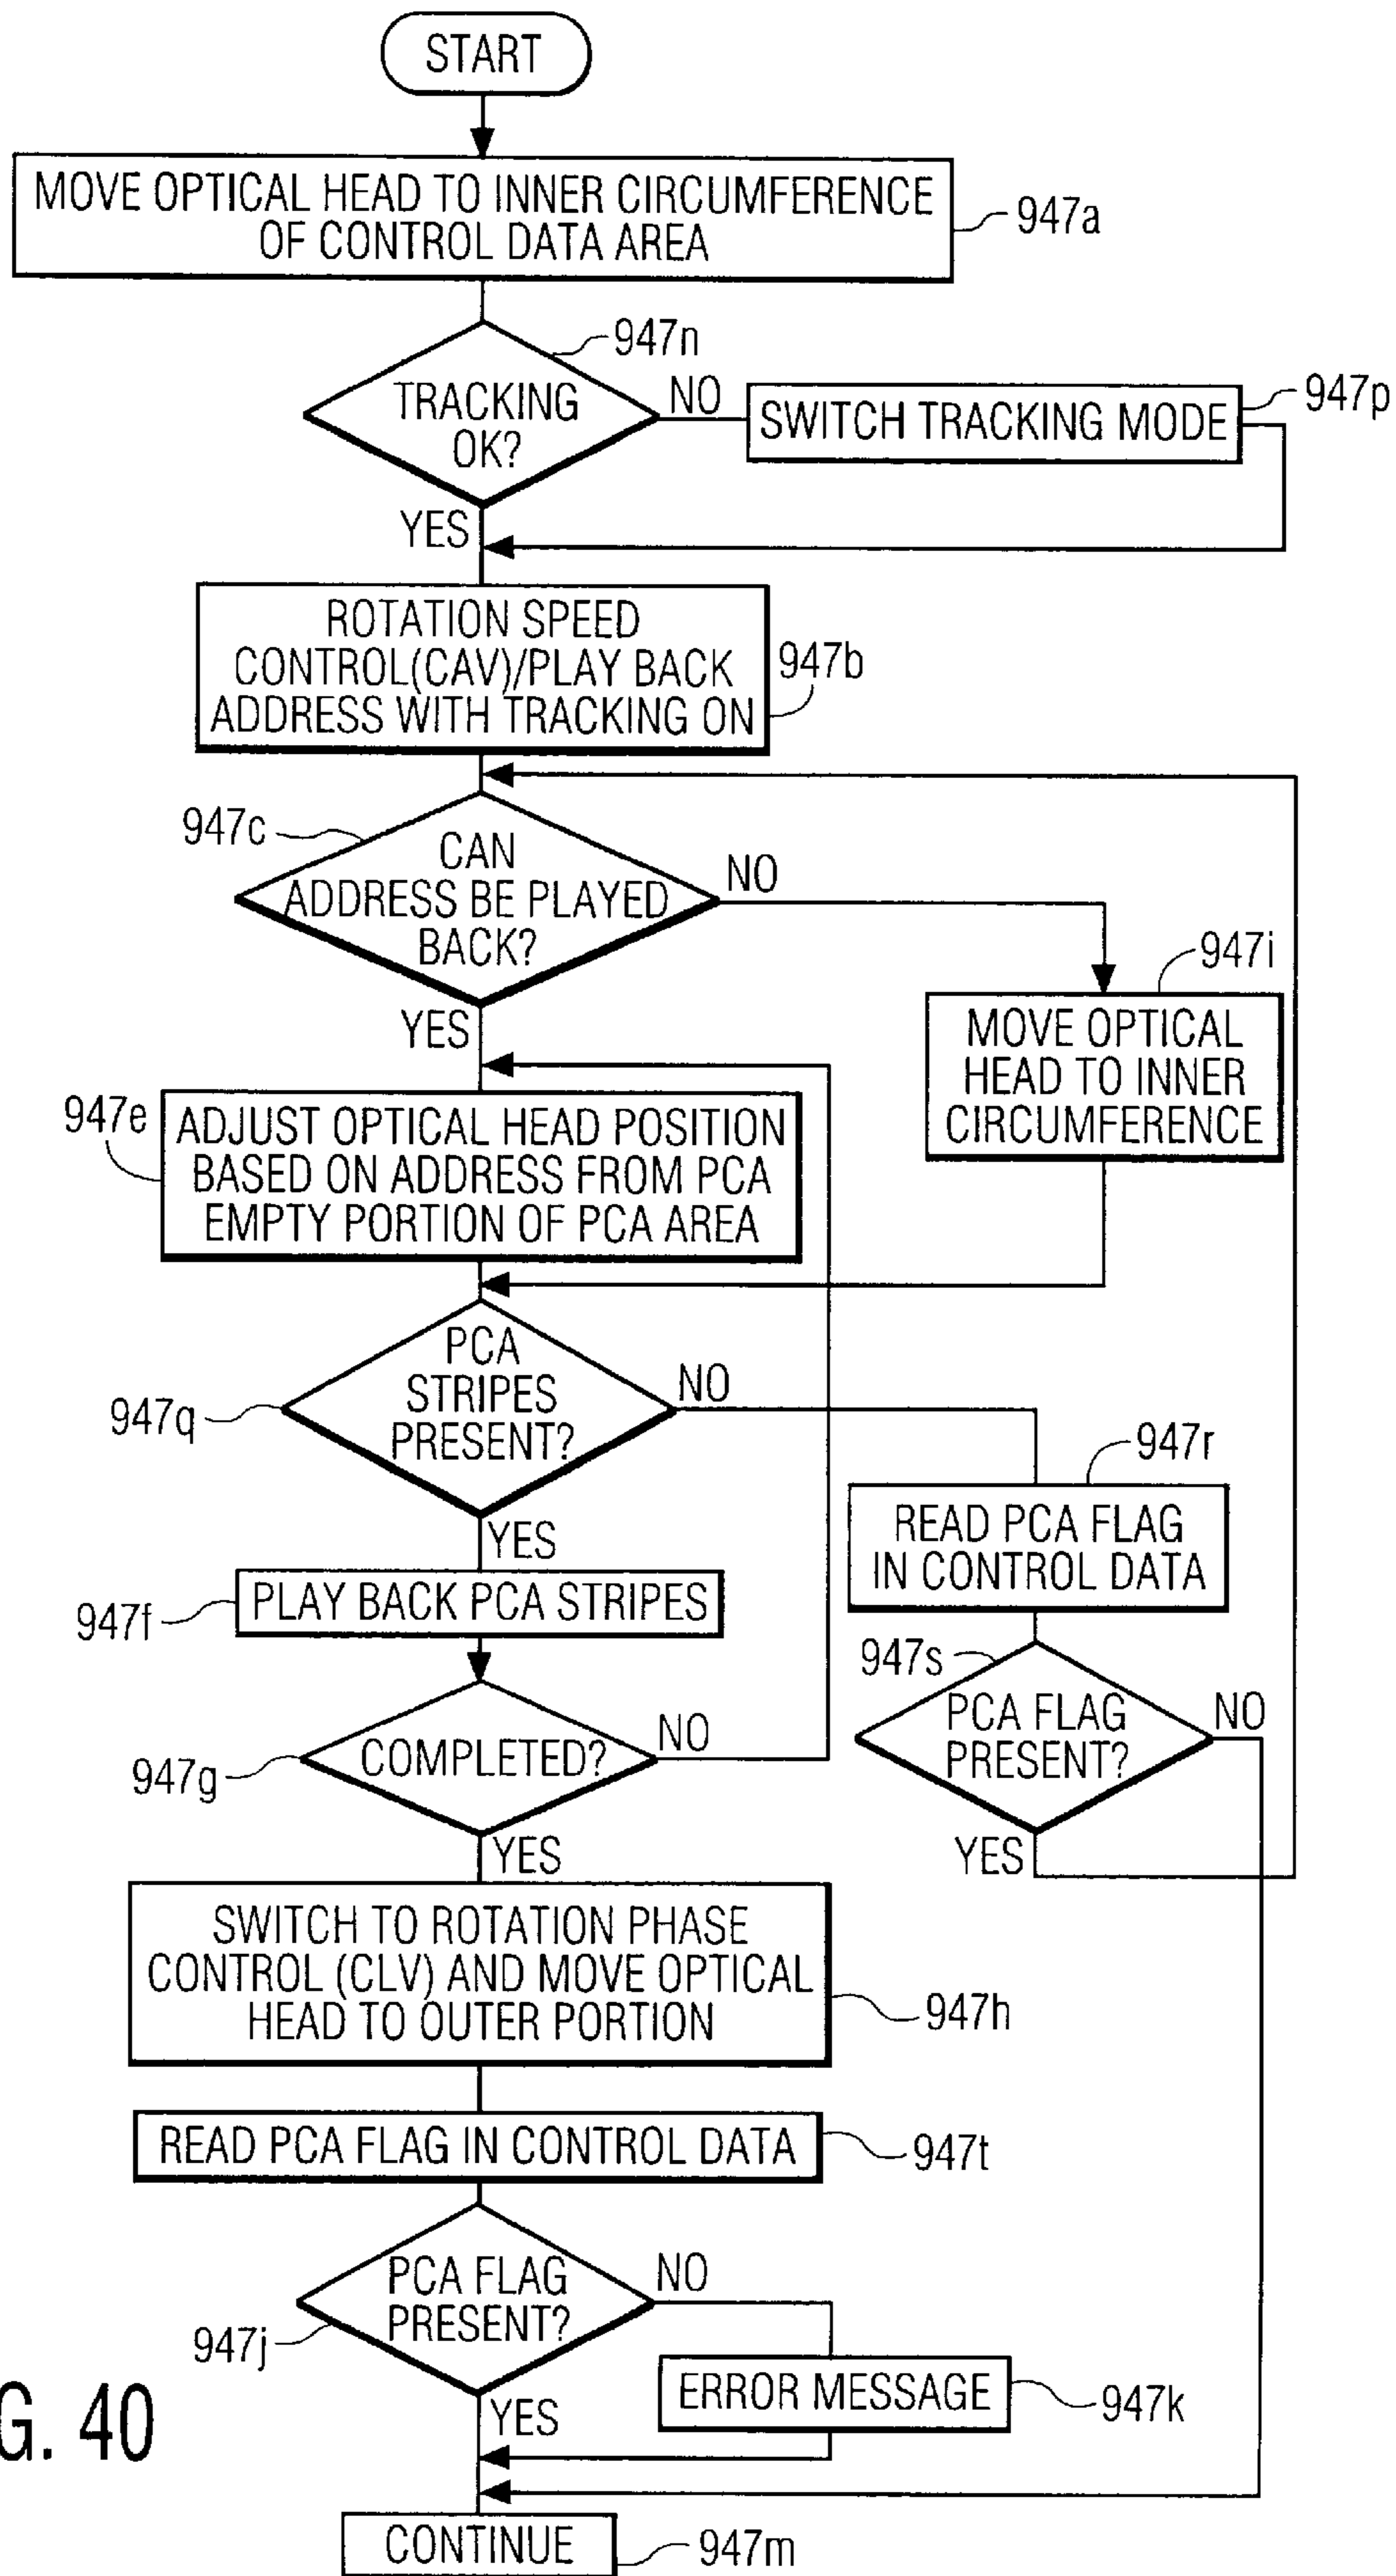 START
MOVE OPTICAL HEAD TO INNER CIRCUMFERENCE
OF CONTROL DATA AREA
947a
947n
TRACKING
OK?
NO
SWITCH TRACKING MODE
947p
YES
ROTATION SPEED
CONTROL(CAV)/PLAY BACK
ADDRESS WITH TRACKING ON
947b
947c
CAN
ADDRESS BE PLAYED
BACK?
NO
947i
MOVE OPTICAL
HEAD TO INNER
CIRCUMFERENCE
YES
947e
ADJUST OPTICAL HEAD POSITION
BASED ON ADDRESS FROM PCA
EMPTY PORTION OF PCA AREA
PCA
STRIPES
PRESENT?
NO
947q
947r
READ PCA FLAG
IN CONTROL DATA
YES
PLAY BACK PCA STRIPES
947f
947s
PCA FLAG
PRESENT?
NO
YES
COMPLETED?
NO
947g
YES
SWITCH TO ROTATION PHASE
CONTROL (CLV) AND MOVE OPTICAL
HEAD TO OUTER PORTION
947h
READ PCA FLAG IN CONTROL DATA
947t
PCA FLAG
PRESENT?
NO
947j
ERROR MESSAGE
947k
YES
G. 40
CONTINUE
947m